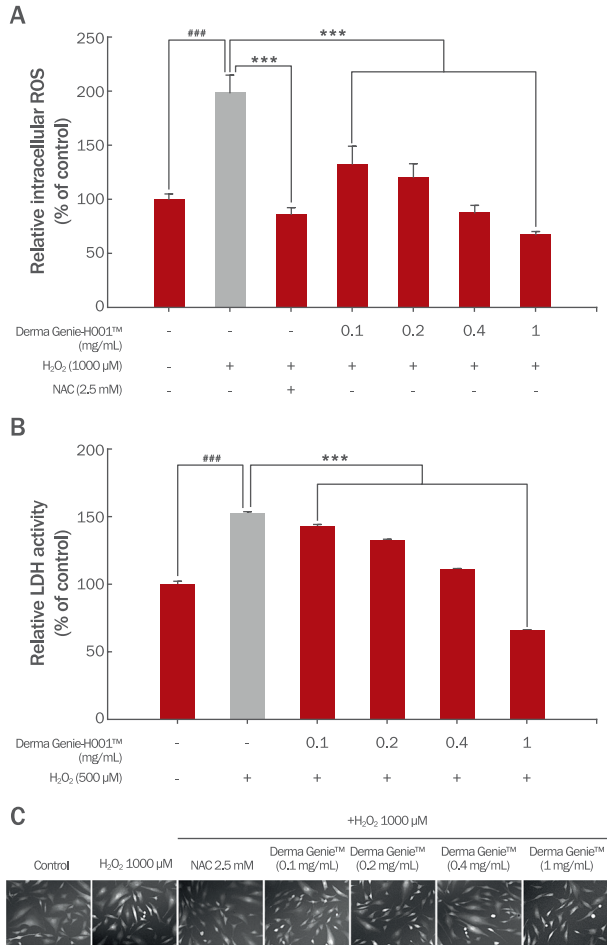 A
###
***
***
Relative intracellular ROS
(% of control)
250
200
150
100
50
0
Derma Genie-H001™ - - - 0.1 0.2 0.4 1
(mg/mL)
H₂O₂ (1000 µM) - + + + + + +
NAC (2.5 mM) - - + - - - -
B
###
***
Relative LDH activity
(% of control)
200
150
100
50
0
Derma Genie-H001™ - - 0.1 0.2 0.4 1
(mg/mL)
H₂O₂ (500 µM) - + + + + +
C
+H₂O₂ 1000 µM
Control H₂O₂ 1000 µM NAC 2.5 mM Derma Genie™ Derma Genie™ Derma Genie™ Derma Genie™
(0.1 mg/mL) (0.2 mg/mL) (0.4 mg/mL) (1 mg/mL)